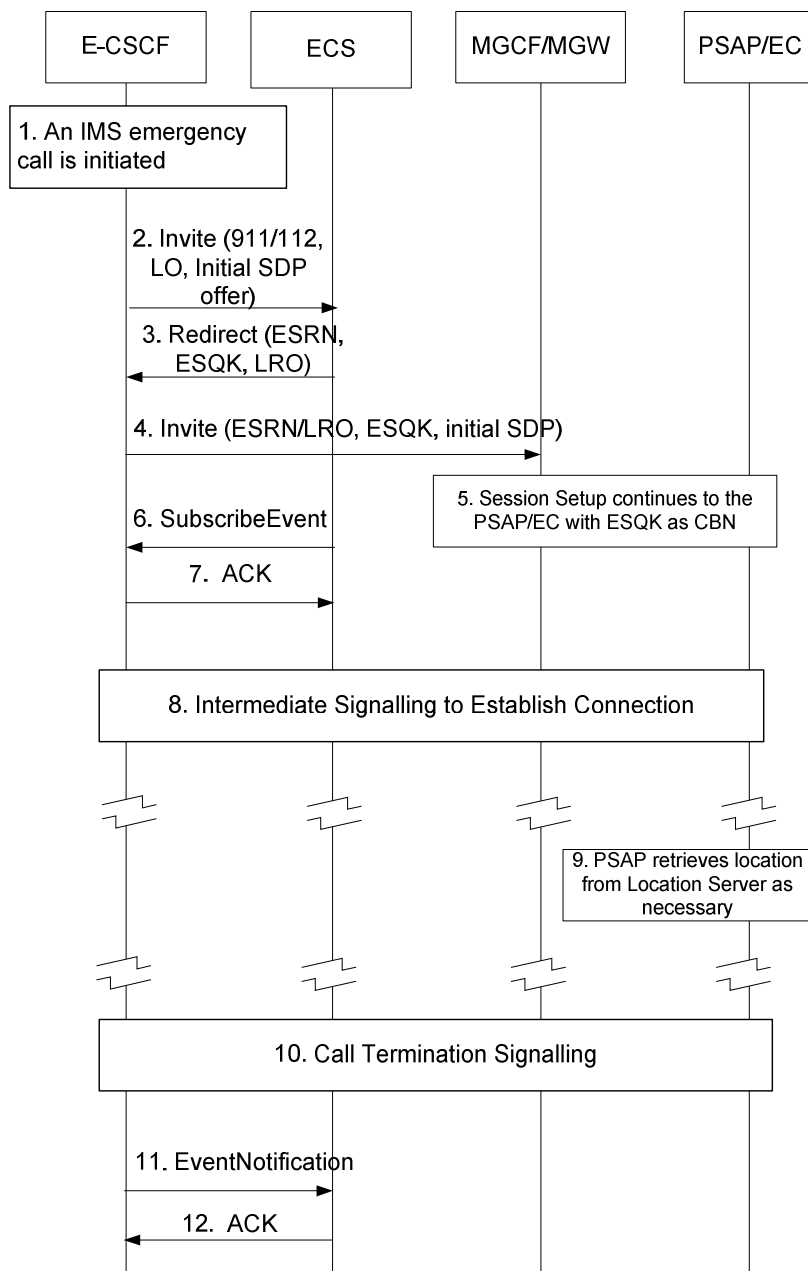 E-CSCF
ECS
MGCF/MGW
PSAP/EC
1. An IMS emergency
call is initiated
2. Invite (911/112,
LO, Initial SDP
offer)
3. Redirect (ESRN,
ESQK, LRO)
4. Invite (ESRN/LRO, ESQK, initial SDP)
5. Session Setup continues to the
PSAP/EC with ESQK as CBN
6. SubscribeEvent
7. ACK
8. Intermediate Signalling to Establish Connection
9. PSAP retrieves location
from Location Server as
necessary
10. Call Termination Signalling
11. EventNotification
12. ACK